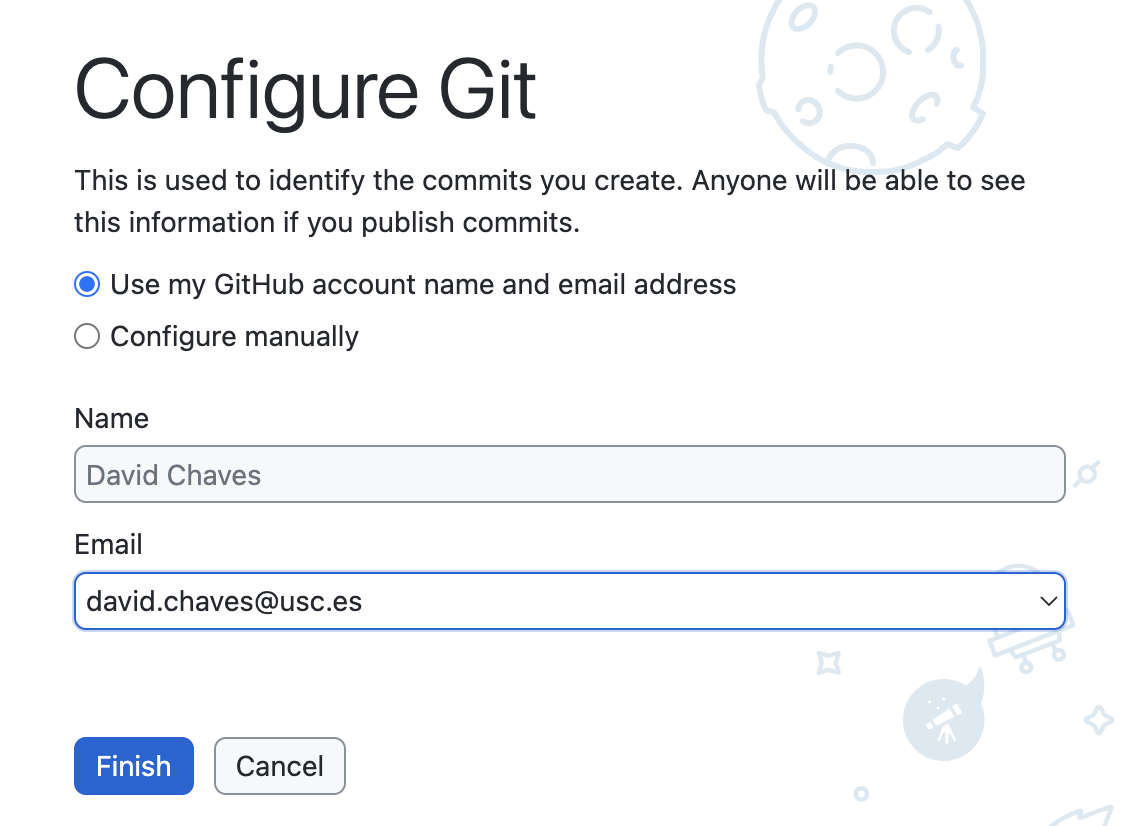 Configure Git
This is used to identify the commits you create. Anyone will be able to see
this information if you publish commits.
Use my GitHub account name and email address
Configure manually
Name
David Chaves
Email
david.chaves@usc.es
Finish
Cancel